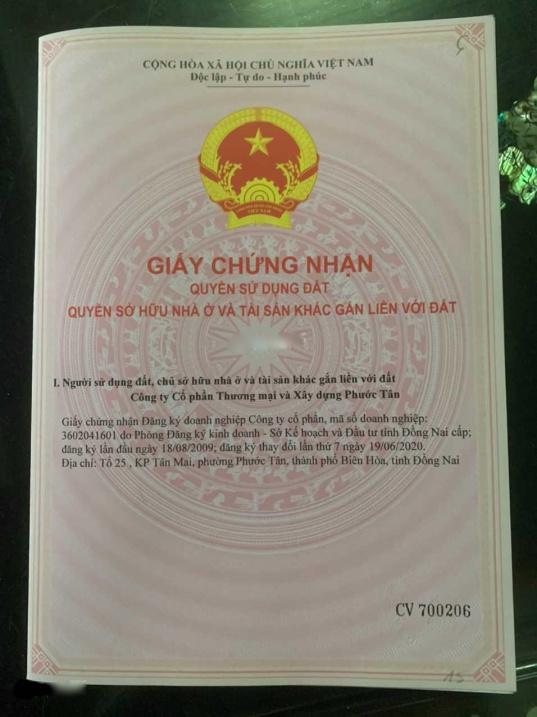 CỘNG HÒA XÃ HỘI CHỦ NGHĨA VIỆT NAM
Độc lập - Tự do - Hạnh phúc
VIỆT NAM
GIẤY CHỨNG NHẬN
QUYỀN SỬ DỤNG ĐẤT
QUYỀN SỞ HỮU NHÀ Ở VÀ TÀI SẢN KHÁC GẮN LIỀN VỚI ĐẤT
I. Người sử dụng đất, chủ sở hữu nhà ở và tài sản khác gắn liền với đất
Công ty Cổ phần Thương mại và Xây dựng Phước Tân
Giấy chứng nhận Đăng ký doanh nghiệp Công ty cổ phần, mã số doanh nghiệp:
3602041601 do Phòng Đăng ký kinh doanh - Sở Kế hoạch và Đầu tư tỉnh Đồng Nai cấp;
đăng ký lần đầu ngày 18/08/2009; đăng ký thay đổi lần thứ 7 ngày 19/06/2020.
Địa chỉ: Tổ 25 , KP Tân Mai, phường Phước Tân, thành phố Biên Hòa, tỉnh Đồng Nai
CV 700206